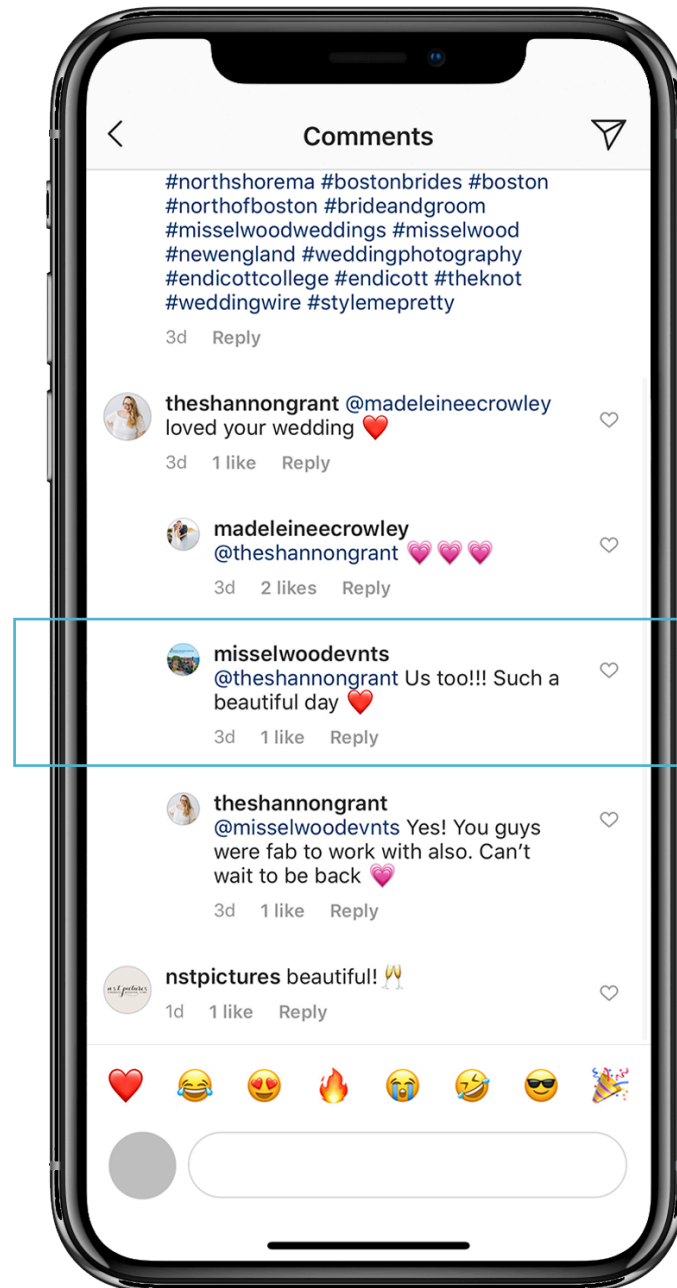 Comments
#northshorema #bostonbrides #boston
#northofboston #brideandgroom
#misselwoodweddings #misselwood
#newengland #weddingphotography
#endicottcollege #endicott #theknot
#weddingwire #stylemepretty
3d Reply
theshannongrant @madeleineecrowley
loved your wedding ❤️
3d 1 like Reply
madeleineecrowley
@theshannongrant 💗 💗 💗
3d 2 likes Reply
misselwoodevnts
@theshannongrant Us too!!! Such a
beautiful day ❤️
3d 1 like Reply
theshannongrant
@misselwoodevnts Yes! You guys
were fab to work with also. Can’t
wait to be back 💗
3d 1 like Reply
nst pictures
nstpictures beautiful! 🥂
1d 1 like Reply